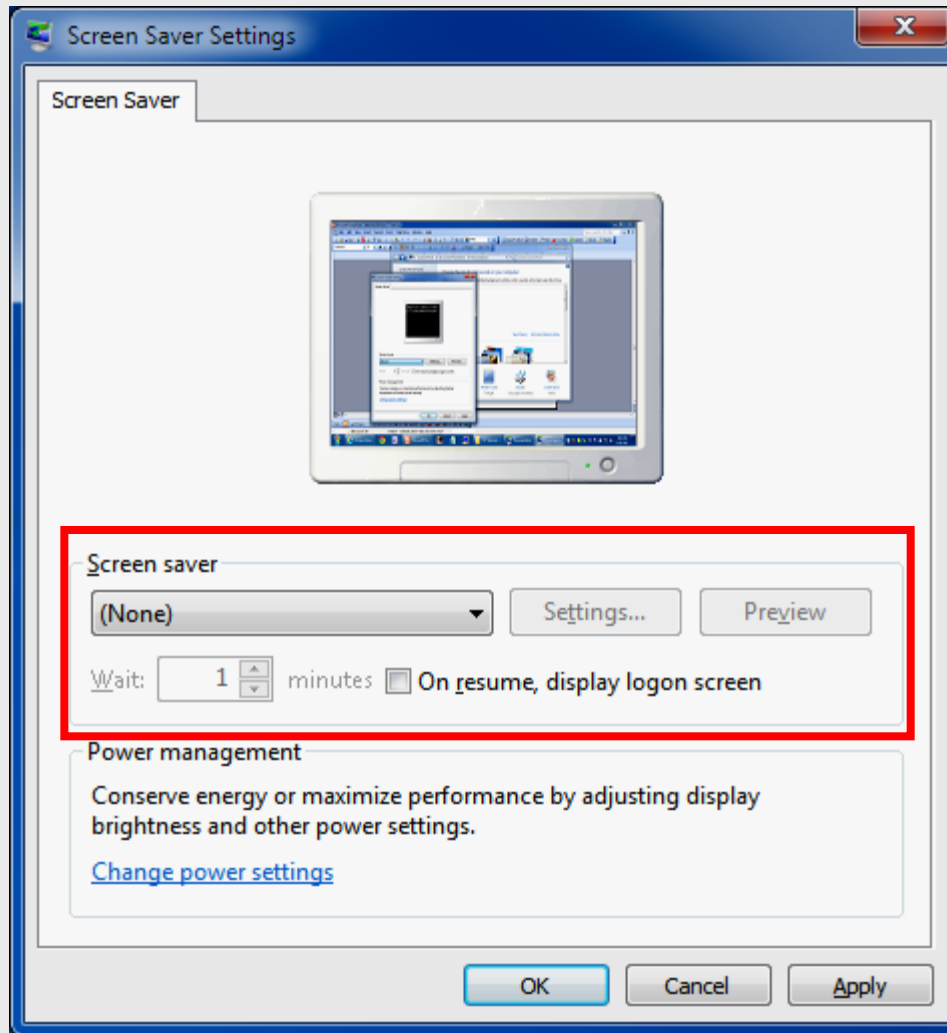 Screen Saver Settings
Screen Saver
Screen saver
(None)
Settings...
Preview
Wait: 1 minutes On resume, display logon screen
Power management
Conserve energy or maximize performance by adjusting display
brightness and other power settings.
Change power settings
OK Cancel Apply